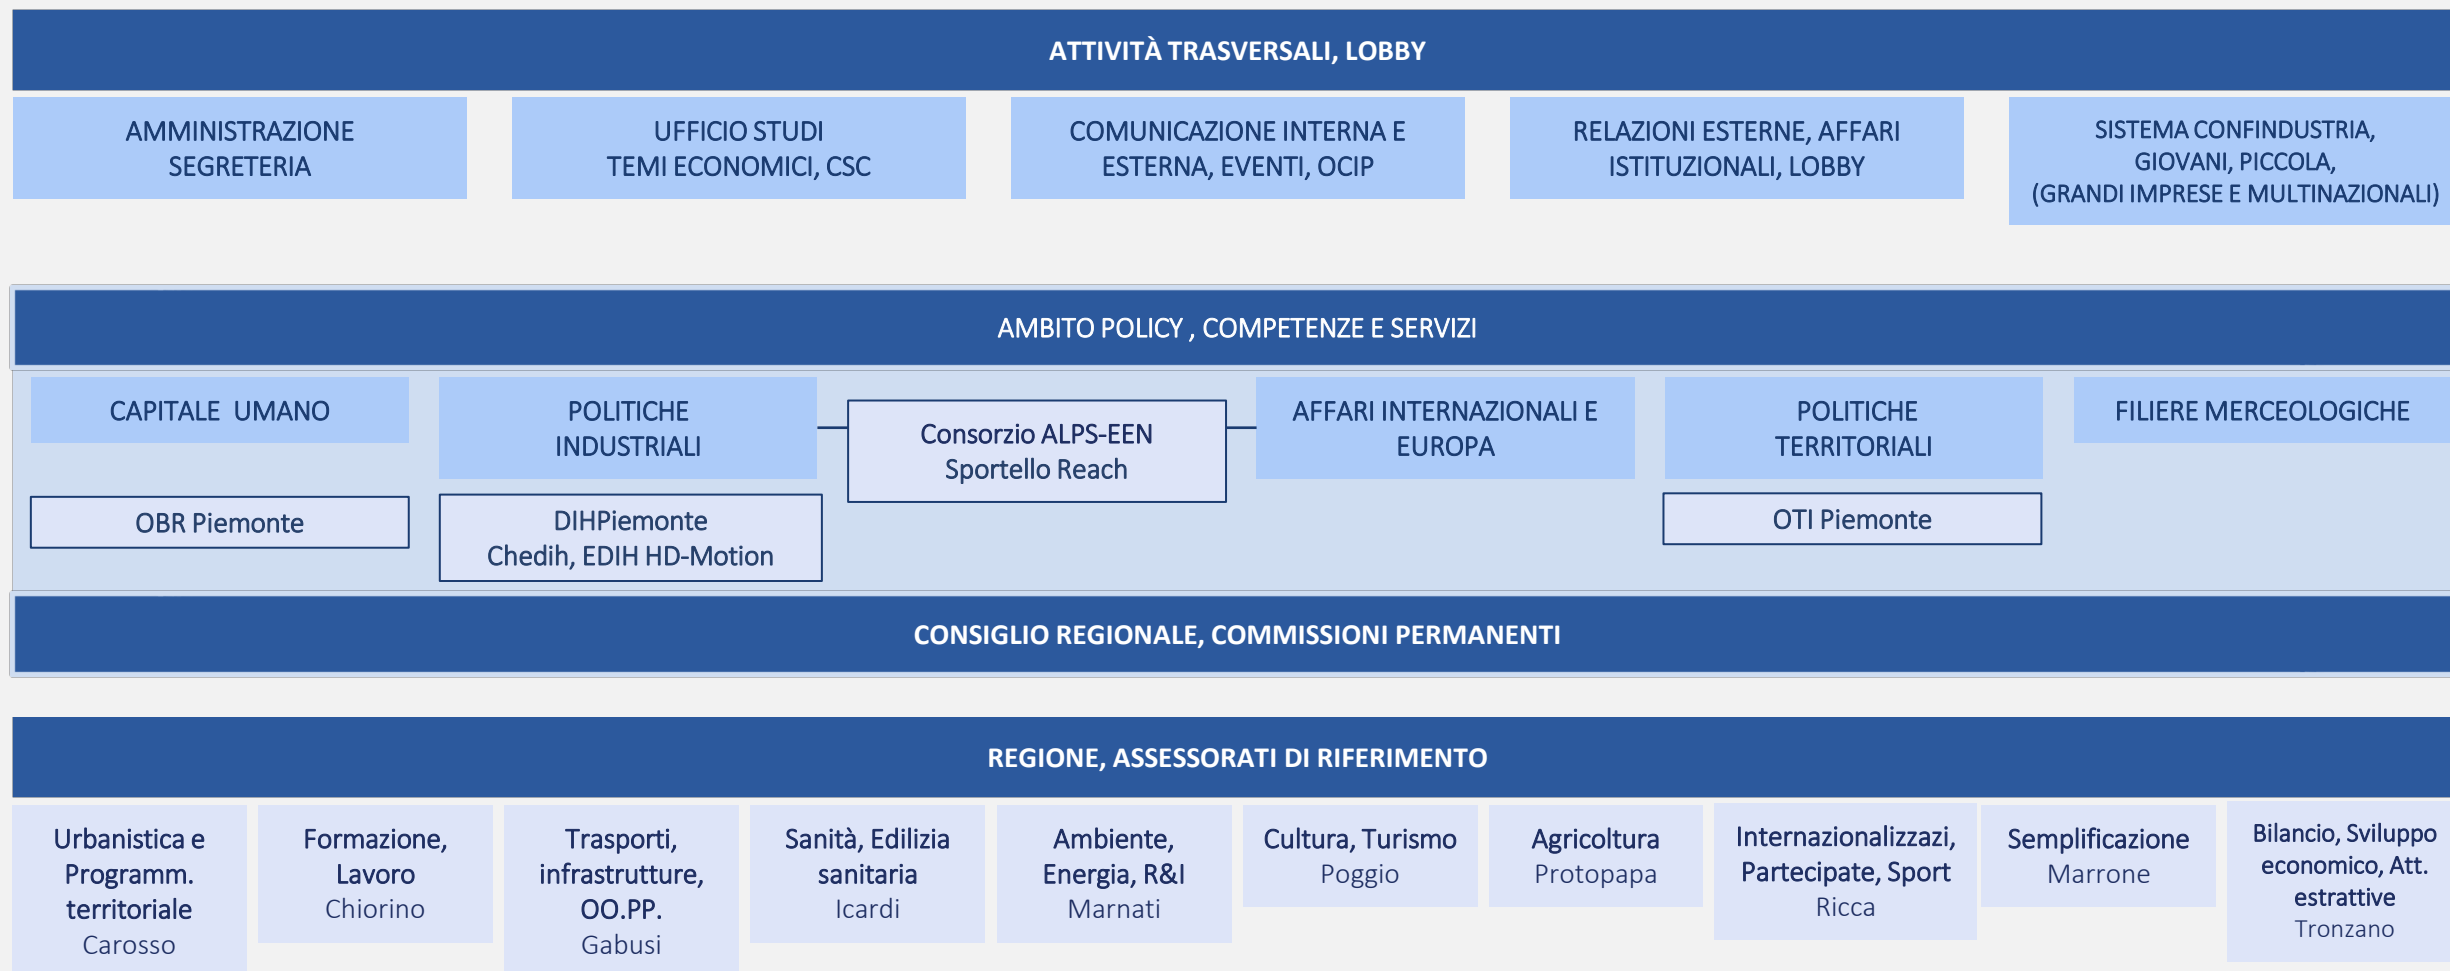 ATTIVITÀ TRASVERSALI, LOBBY
AMMINISTRAZIONE
SEGRETERIA
UFFICIO STUDI
TEMI ECONOMICI, CSC
COMUNICAZIONE INTERNA E
ESTERNA, EVENTI, OCIP
RELAZIONI ESTERNE, AFFARI
ISTITUZIONALI, LOBBY
SISTEMA CONFINDUSTRIA,
GIOVANI, PICCOLA,
(GRANDI IMPRESE E MULTINAZIONALI)
AMBITO POLICY , COMPETENZE E SERVIZI
CAPITALE UMANO
OBR Piemonte
POLITICHE
INDUSTRIALI
DIHPiemonte
Chedih, EDIH HD-Motion
Consorzio ALPS-EEN
Sportello Reach
AFFARI INTERNAZIONALI E
EUROPA
POLITICHE
TERRITORIALI
OTI Piemonte
FILIERE MERCEOLOGICHE
CONSIGLIO REGIONALE, COMMISSIONI PERMANENTI
REGIONE, ASSESSORATI DI RIFERIMENTO
Urbanistica e
Programm.
territoriale
Carosso
Formazione,
Lavoro
Chiorino
Trasporti,
infrastrutture,
OO.PP.
Gabusi
Sanità, Edilizia
sanitaria
Icardi
Ambiente,
Energia, R&I
Marnati
Cultura, Turismo
Poggio
Agricoltura
Protopapa
Internazionalizzazi,
Partecipate, Sport
Ricca
Semplificazione
Marrone
Bilancio, Sviluppo
economico, Att.
estrattive
Tronzano